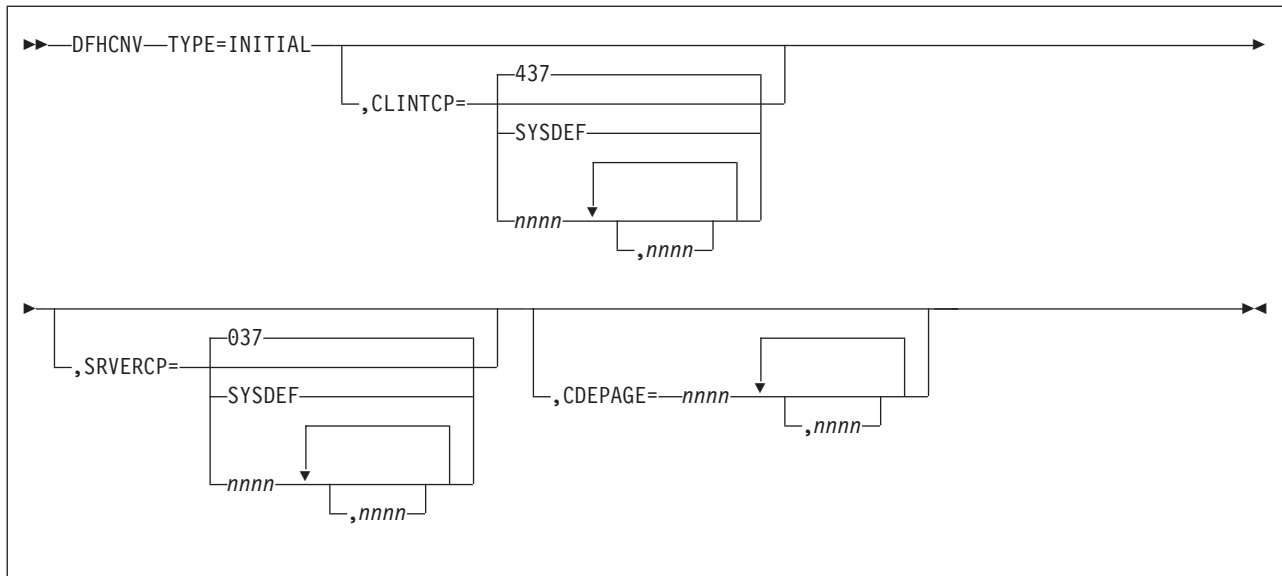 DFHCNV TYPE=INITIAL
,CLINTCP=
437
SYSDEF
nnnn
,nnnn
,SRVERCP=
037
SYSDEF
nnnn
,nnnn
,CDEPAGE= nnnn
,nnnn